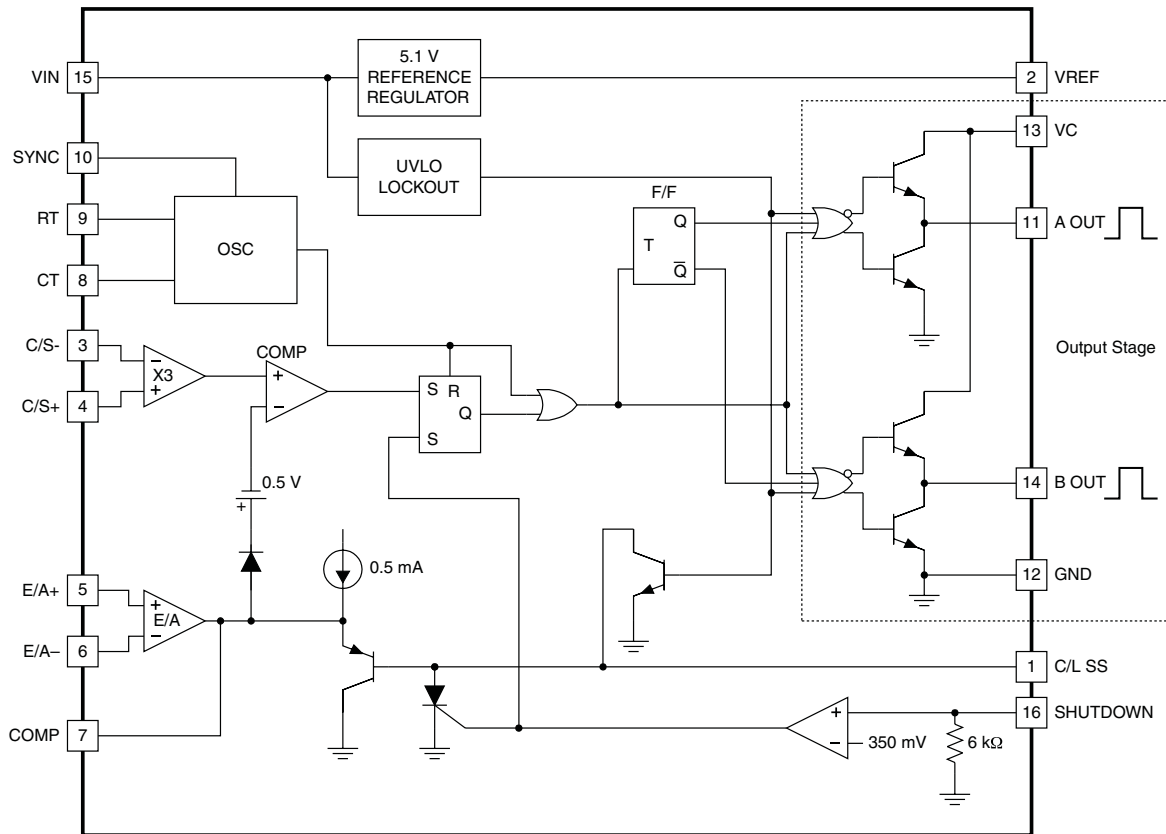 5.1 V
REFERENCE
REGULATOR
VIN 15
2 VREF
13 VC
SYNC 10
UVLO
LOCKOUT
F/F
RT 9
Q
11 A OUT
OSC
T
Q̅
CT 8
C/S- 3
COMP
Output Stage
−
X3
+
+
−
S R
Q
S
C/S+ 4
0.5 V
+
14 B OUT
0.5 mA
E/A+ 5
12 GND
+
E/A
−
E/A− 6
1 C/L SS
16 SHUTDOWN
+
−
350 mV
6 kΩ
COMP 7